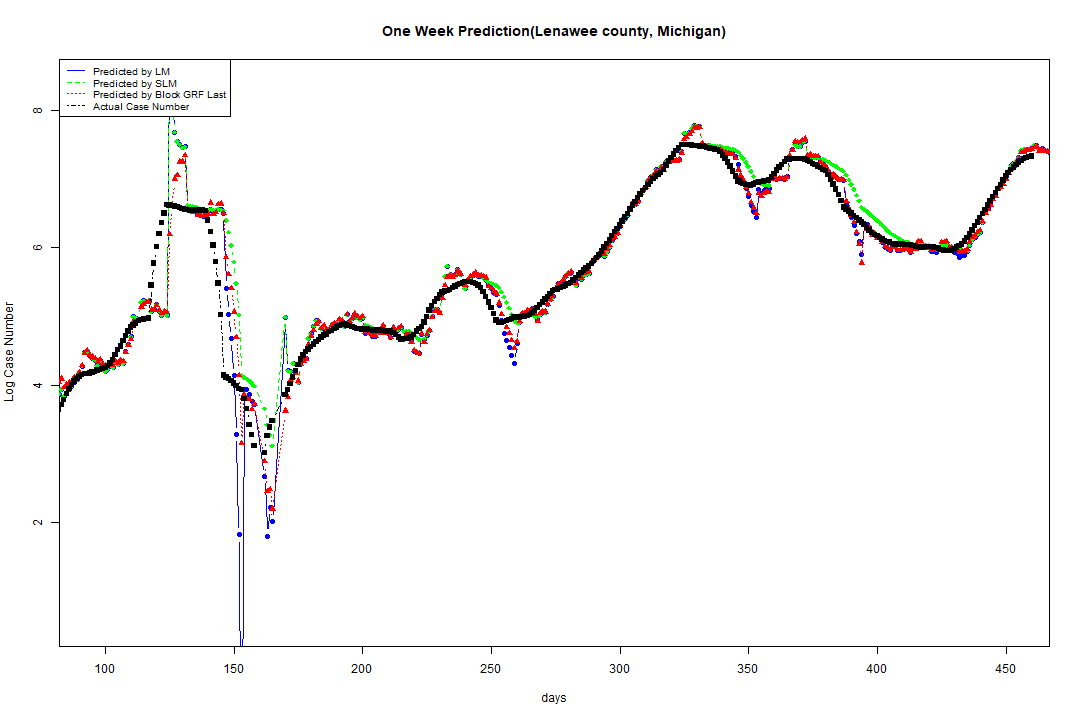 One Week Prediction(Lenawee county, Michigan)
Predicted by LM
Predicted by SLM
Predicted by Block GRF Last
Actual Case Number
8
6
4
2
Log Case Number
100 150 200 250 300 350 400 450
days